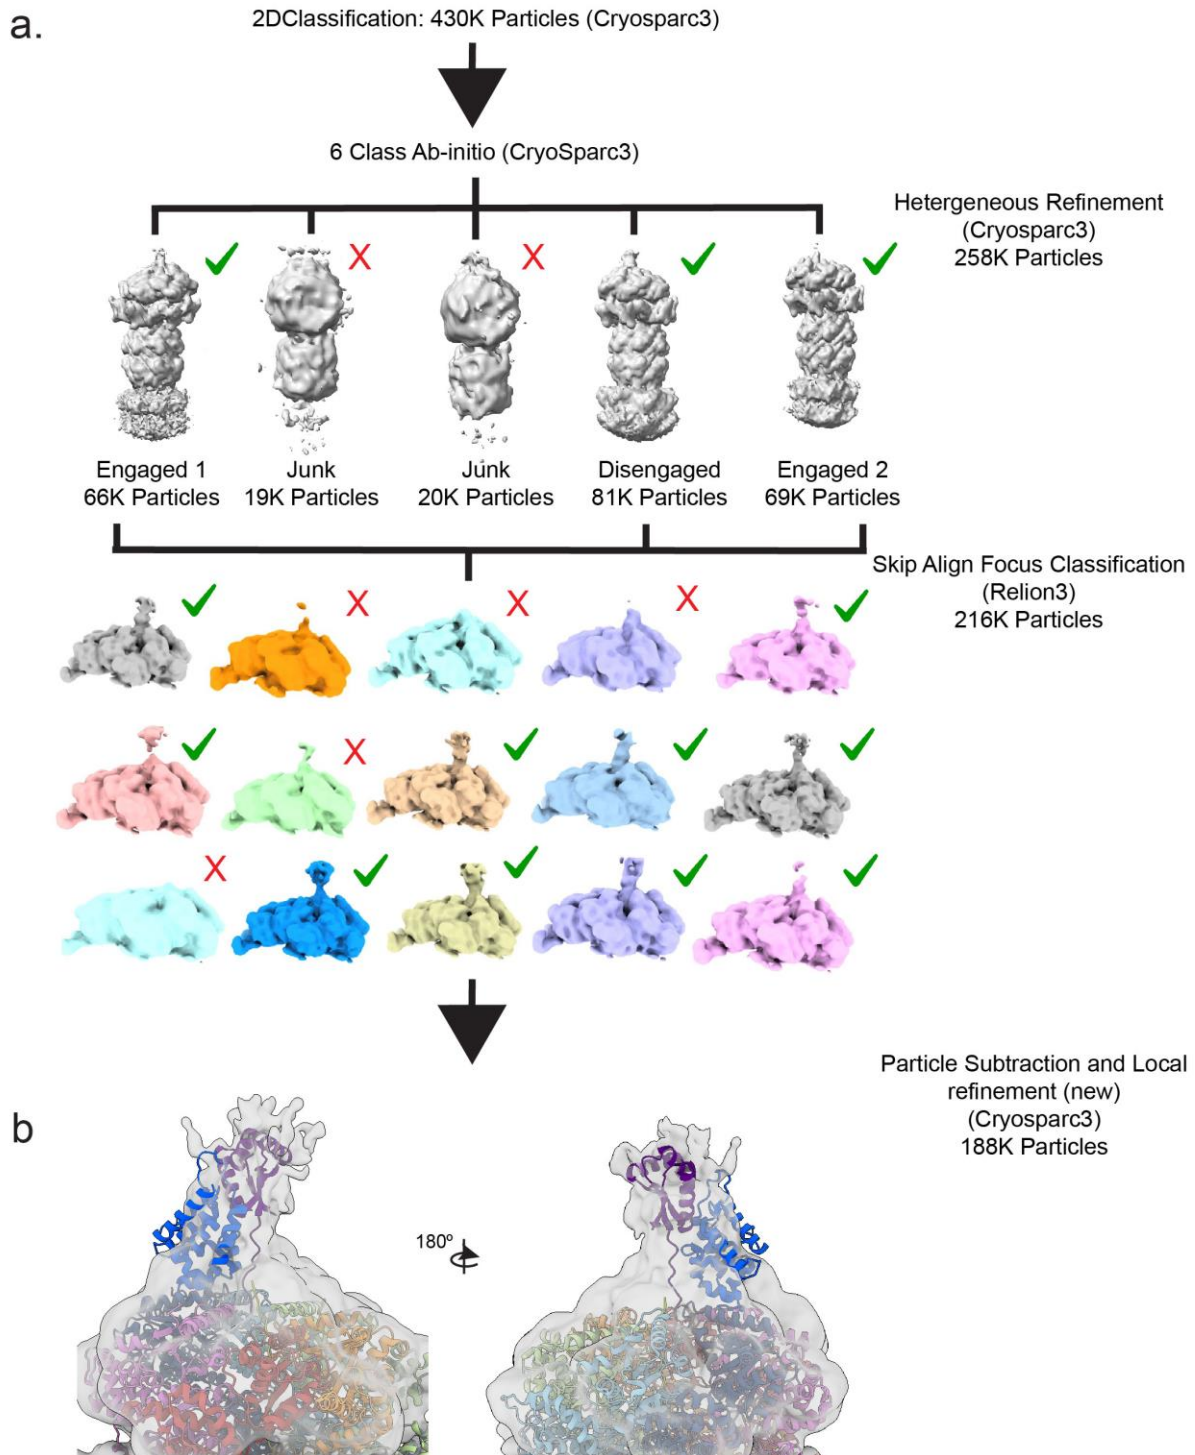 a.
2DClassification: 430K Particles (Cryosparc3)
6 Class Ab-initio (CryoSparc3)
Hetergeneous Refinement
(Cryosparc3)
258K Particles
X
X
Engaged 1
66K Particles
Junk
19K Particles
Junk
20K Particles
Disengaged
81K Particles
Engaged 2
69K Particles
Skip Align Focus Classification
(Relion3)
216K Particles
X
X
X
X
X
Particle Subtraction and Local
refinement (new)
(Cryosparc3)
188K Particles
b
180º